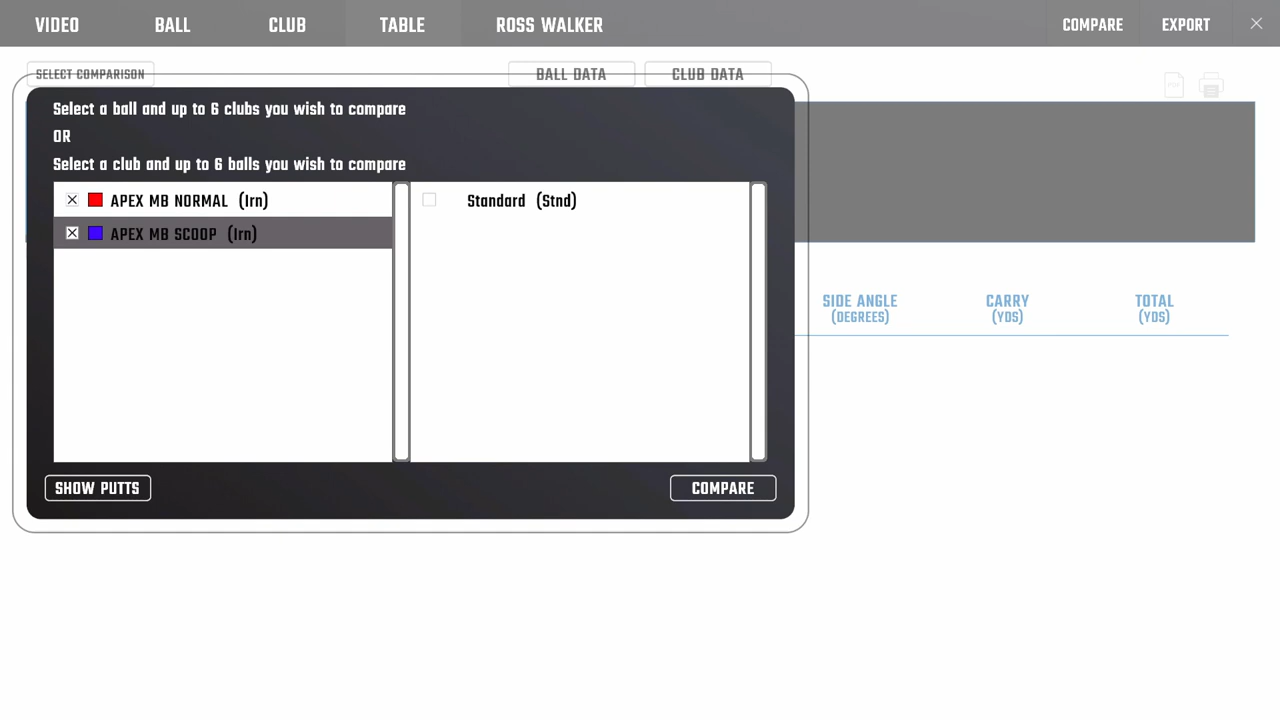 VIDEO BALL CLUB TABLE ROSS WALKER COMPARE EXPORT
SELECT COMPARISON BALL DATA CLUB DATA
Select a ball and up to 6 clubs you wish to compare
OR
Select a club and up to 6 balls you wish to compare
APEX MB NORMAL (Irn) Standard (Stnd)
APEX MB SCOOP (Irn)
SIDE ANGLE CARRY TOTAL
(DEGREES) (YDS) (YDS)
SHOW PUTTS COMPARE